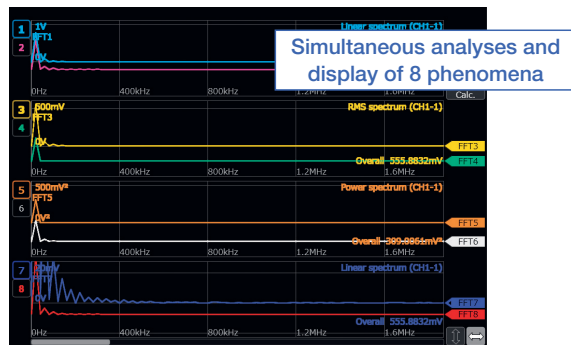 Simultaneous analyses and
display of 8 phenomena
1 1V Linear spectrum (CH1-1)
FFT1
2
0V
0Hz 400kHz 800kHz 1.2MHz 1.6MHz Calc.
3 500mV RMS spectrum (CH1-1)
FFT3
4
FFT3
Overall 555.8832mV FFT4
0Hz 400kHz 800kHz 1.2MHz 1.6MHz
5 500mV² Power spectrum (CH1-1)
FFT5
6
0V²
FFT5
Overall 309.0061mV² FFT6
0Hz 400kHz 800kHz 1.2MHz 1.6MHz
7 Linear spectrum (CH1-1)
8
0V
FFT7
Overall 555.8832mV FFT8
0Hz 400kHz 800kHz 1.2MHz 1.6MHz